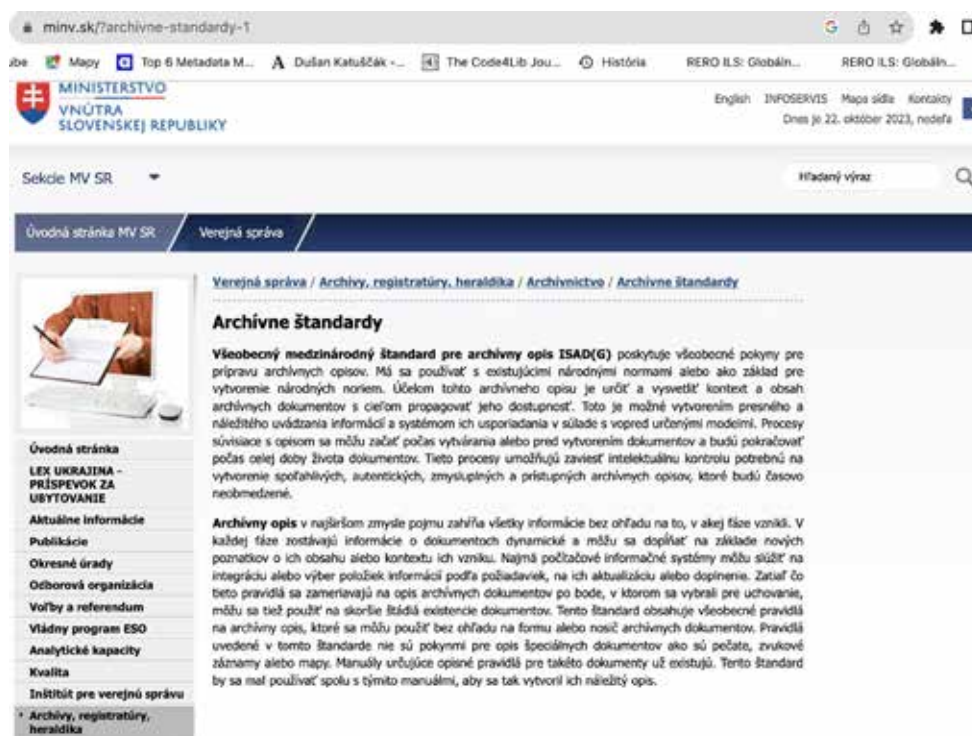 minv.sk/?archivne-standardy-1
Mapy Top 6 Metadata M... Dušan Katuščák -... The Code4Lib Jou... História RERO ILS: Globáln... RERO ILS: Globáln...
MINISTERSTVO
VNÚTRA
SLOVENSKEJ REPUBLIKY
English INFOSERVIS Mapa sídla Kontakty
Dnes je 22. október 2023, nedeľa
Sekcie MV SR
Hľadaný výraz
Úvodná stránka MV SR Verejná správa
Verejná správa / Archívy, registratúry, heraldika / Archívnictvo / Archívne štandardy
Archívne štandardy
Všeobecný medzinárodný štandard pre archívny opis ISAD(G) poskytuje všeobecné pokyny pre
prípravu archívnych opisov. Má sa používať s existujúcimi národnými normami alebo ako základ pre
vytvorenie národných noriem. Účelom tohto archívneho opisu je určiť a vysvetliť kontext a obsah
archívnych dokumentov s cieľom propagovať jeho dostupnosť. Toto je možné vytvorením presného a
náležitého uvádzania informácií a systémom ich usporiadania v súlade s vopred určenými modelmi. Procesy
súvisiace s opisom sa môžu začať počas vytvárania alebo pred vytvorením dokumentov a budú pokračovať
počas celej doby života dokumentov. Tieto procesy umožňujú zaviesť intelektuálnu kontrolu potrebnú na
vytvorenie spoľahlivých, autentických, zmysluplných a prístupných archívnych opisov, ktoré budú časovo
neobmedzené.
Archívny opis v najširšom zmysle pojmu zahŕňa všetky informácie bez ohľadu na to, v akej fáze vznikli. V
každej fáze zostávajú informácie o dokumentoch dynamické a môžu sa dopĺňať na základe nových
poznatkov o ich obsahu alebo kontextu ich vzniku. Najmä počítačové informačné systémy môžu slúžiť na
integráciu alebo výber položiek informácií podľa požiadaviek, na ich aktualizáciu alebo doplnenie. Zatiaľ čo
tieto pravidlá sa zameriavajú na opis archívnych dokumentov po bode, v ktorom sa vybrali pre uchovanie,
môžu sa tiež použiť na skoršie štádiá existencie dokumentov. Tento štandard obsahuje všeobecné pravidlá
na archívny opis, ktoré sa môžu použiť bez ohľadu na formu alebo nosič archívnych dokumentov. Pravidlá
uvedené v tomto štandarde nie sú pokynmi pre opis špeciálnych dokumentov ako sú pečate, zvukové
záznamy alebo mapy. Manuály určujúce opisné pravidlá pre takéto dokumenty už existujú. Tento štandard
by sa mal používať spolu s týmito manuálmi, aby sa tak vytvoril ich náležitý opis.
Úvodná stránka
LEX UKRAJINA -
PRÍSPEVOK ZA
UBYTOVANIE
Aktuálne informácie
Publikácie
Okresné úrady
Odborová organizácia
Voľby a referendum
Vládny program ESO
Analytické kapacity
Kvalita
Inštitút pre verejnú správu
Archívy, registratúry,
heraldika